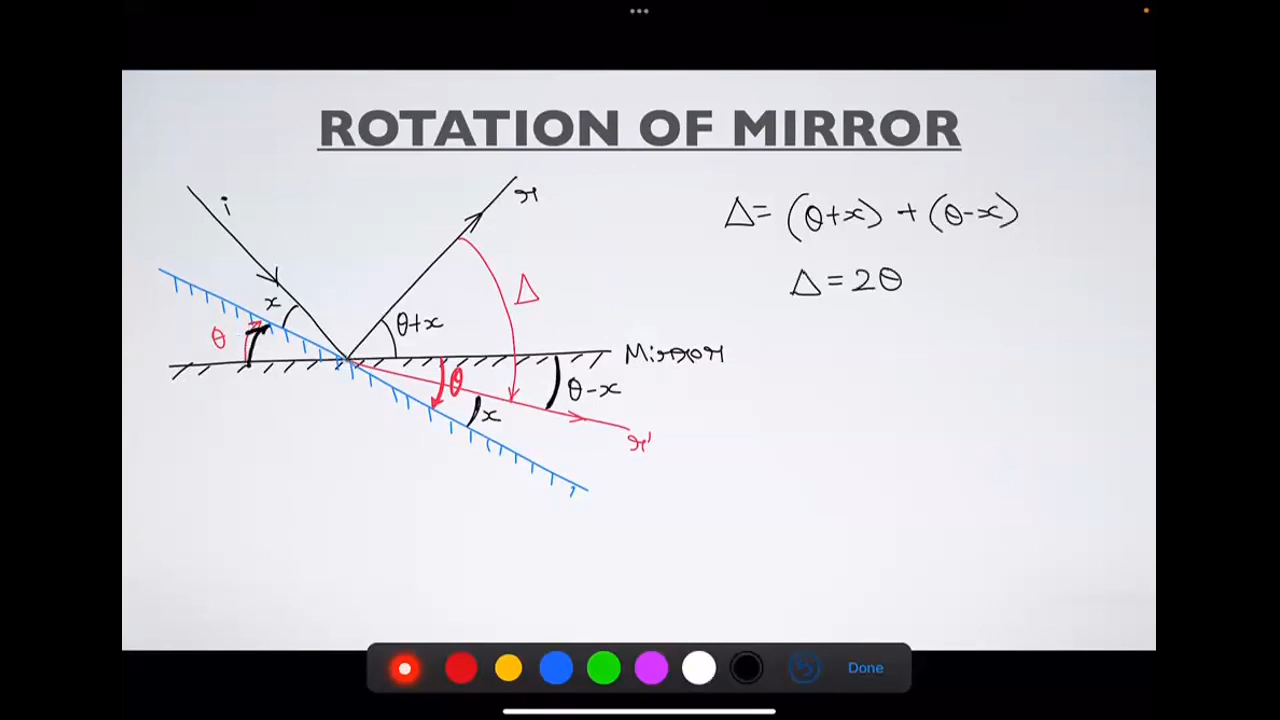 ROTATION OF MIRROR
i
r
Δ= (θ+x) + (θ-x)
Δ=2θ
Δ
x
θ+x
θ
Mirror
θ
θ-x
x
r'
Done